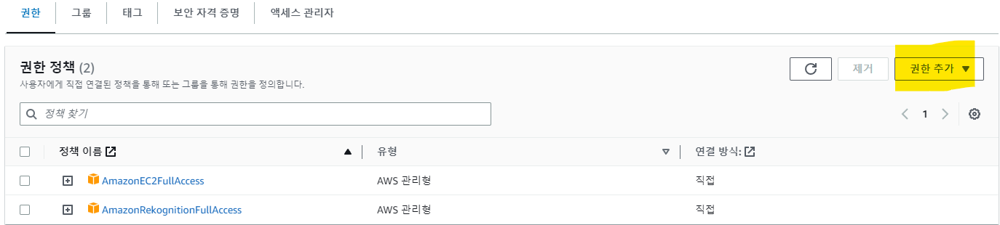 권한 그룹 태그 보안 자격 증명 액세스 관리자
권한 정책 (2)
사용자에게 직접 연결된 정책을 통해 또는 그룹을 통해 권한을 정의합니다.
제거 권한 추가
정책 찾기
1
정책 이름 유형 연결 방식:
AmazonEC2FullAccess AWS 관리형 직접
AmazonRekognitionFullAccess AWS 관리형 직접